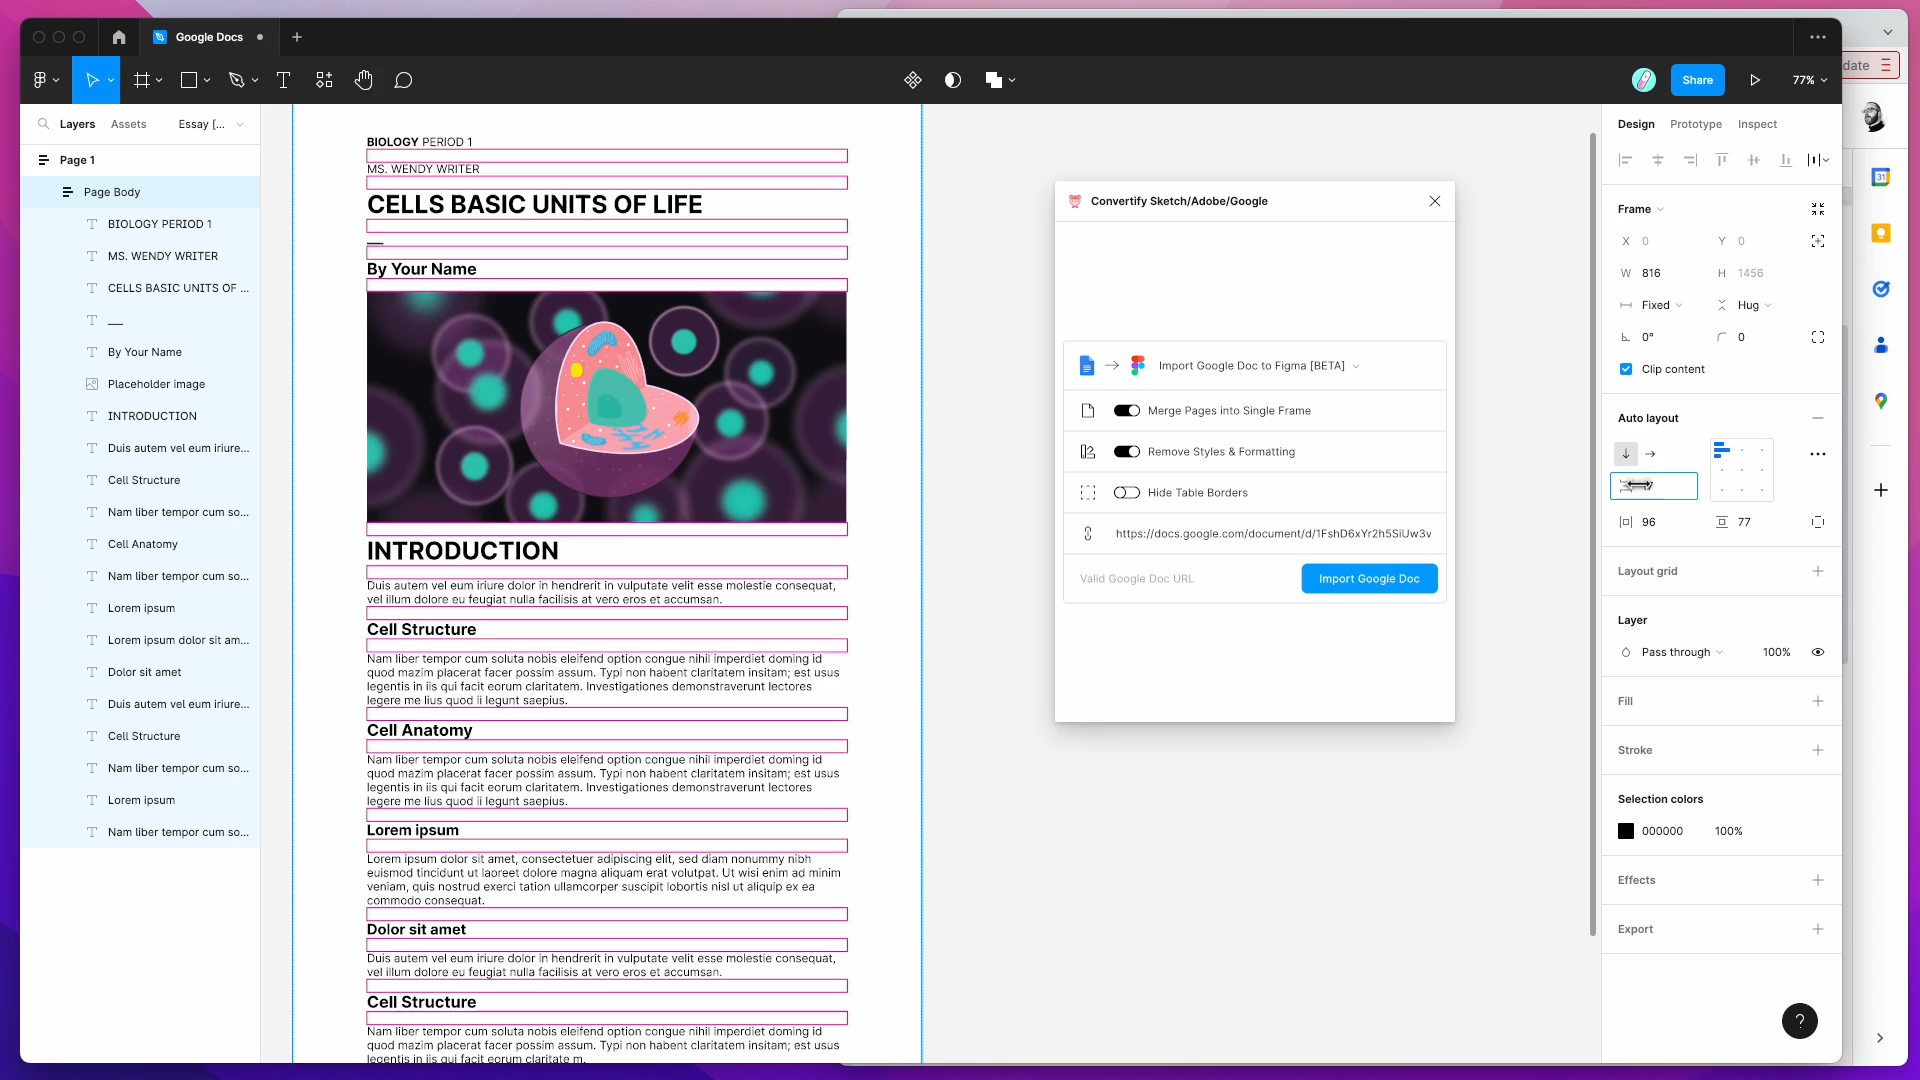 Google Docs
date
Share
77%
Layers
Assets
Essay [...
Page 1
Page Body
BIOLOGY PERIOD 1
MS. WENDY WRITER
CELLS BASIC UNITS OF ...
___
By Your Name
Placeholder image
INTRODUCTION
Duis autem vel eum iriure...
Cell Structure
Nam liber tempor cum so...
Cell Anatomy
Nam liber tempor cum so...
Lorem ipsum
Lorem ipsum dolor sit am...
Dolor sit amet
Duis autem vel eum iriure...
Cell Structure
Nam liber tempor cum so...
Lorem ipsum
Nam liber tempor cum so...
BIOLOGY PERIOD 1
MS. WENDY WRITER
CELLS BASIC UNITS OF LIFE
__
By Your Name
INTRODUCTION
Duis autem vel eum iriure dolor in hendrerit in vulputate velit esse molestie consequat,
vel illum dolore eu feugiat nulla facilisis at vero eros et accumsan.
Cell Structure
Nam liber tempor cum soluta nobis eleifend option congue nihil imperdiet doming id
quod mazim placerat facer possim assum. Typi non habent claritatem insitam; est usus
legentis in iis qui facit eorum claritatem. Investigationes demonstraverunt lectores
legere me lius quod ii legunt saepius.
Cell Anatomy
Nam liber tempor cum soluta nobis eleifend option congue nihil imperdiet doming id
quod mazim placerat facer possim assum. Typi non habent claritatem insitam; est usus
legentis in iis qui facit eorum claritatem. Investigationes demonstraverunt lectores
legere me lius quod ii legunt saepius.
Lorem ipsum
Lorem ipsum dolor sit amet, consectetuer adipiscing elit, sed diam nonummy nibh
euismod tincidunt ut laoreet dolore magna aliquam erat volutpat. Ut wisi enim ad minim
veniam, quis nostrud exerci tation ullamcorper suscipit lobortis nisl ut aliquip ex ea
commodo consequat.
Dolor sit amet
Duis autem vel eum iriure dolor in hendrerit in vulputate velit esse molestie consequat,
vel illum dolore eu feugiat nulla facilisis at vero eros et accumsan.
Cell Structure
Nam liber tempor cum soluta nobis eleifend option congue nihil imperdiet doming id
quod mazim placerat facer possim assum. Typi non habent claritatem insitam; est usus
legentis in iis qui facit eorum claritate m.
Convertify Sketch/Adobe/Google
Import Google Doc to Figma [BETA]
Merge Pages into Single Frame
Remove Styles & Formatting
Hide Table Borders
https://docs.google.com/document/d/1FshD6xYr2h5SiUw3v
Valid Google Doc URL
Import Google Doc
Design
Prototype
Inspect
Frame
X 0
Y 0
W 816
H 1456
Fixed
Hug
0°
0
Clip content
Auto layout
96
77
Layout grid
Layer
Pass through
100%
Fill
Stroke
Selection colors
000000
100%
Effects
Export
?
31